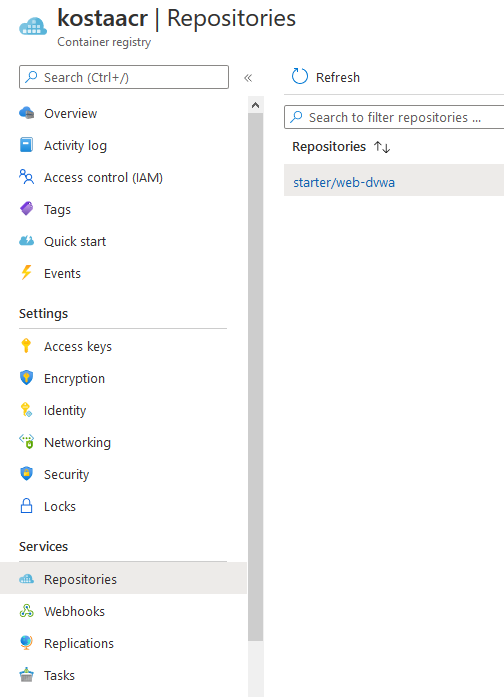 kostaacr | Repositories
Container registry
Search (Ctrl+/)
«
Overview
Activity log
Access control (IAM)
Tags
Quick start
Events
Settings
Access keys
Encryption
Identity
Networking
Security
Locks
Services
Repositories
Webhooks
Replications
Tasks
Refresh
Search to filter repositories ...
Repositories ↑↓
starter/web-dvwa